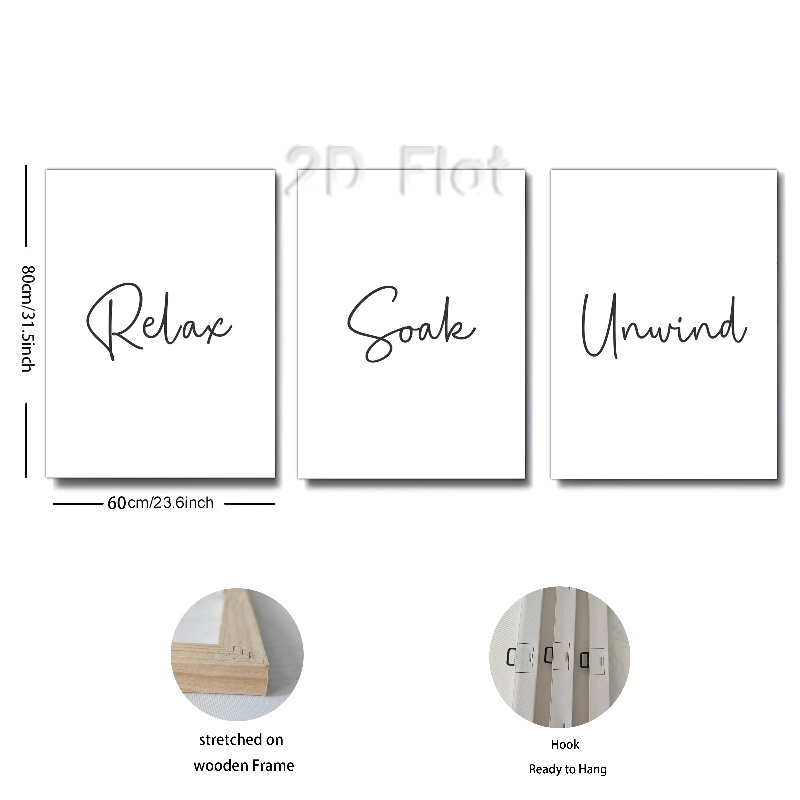 2D Flat
Relax
Soak
Unwind
80cm/31.5inch
60cm/23.6inch
stretched on
wooden Frame
Hook
Ready to Hang